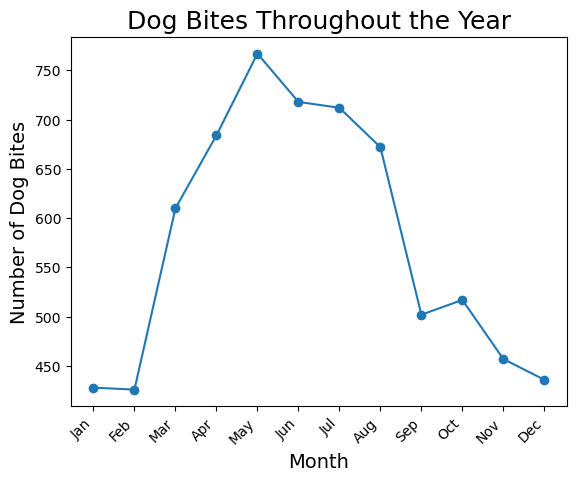 Dog Bites Throughout the Year
Number of Dog Bites
750
700
650
600
550
500
450
Jan Feb Mar Apr May Jun Jul Aug Sep Oct Nov Dec
Month